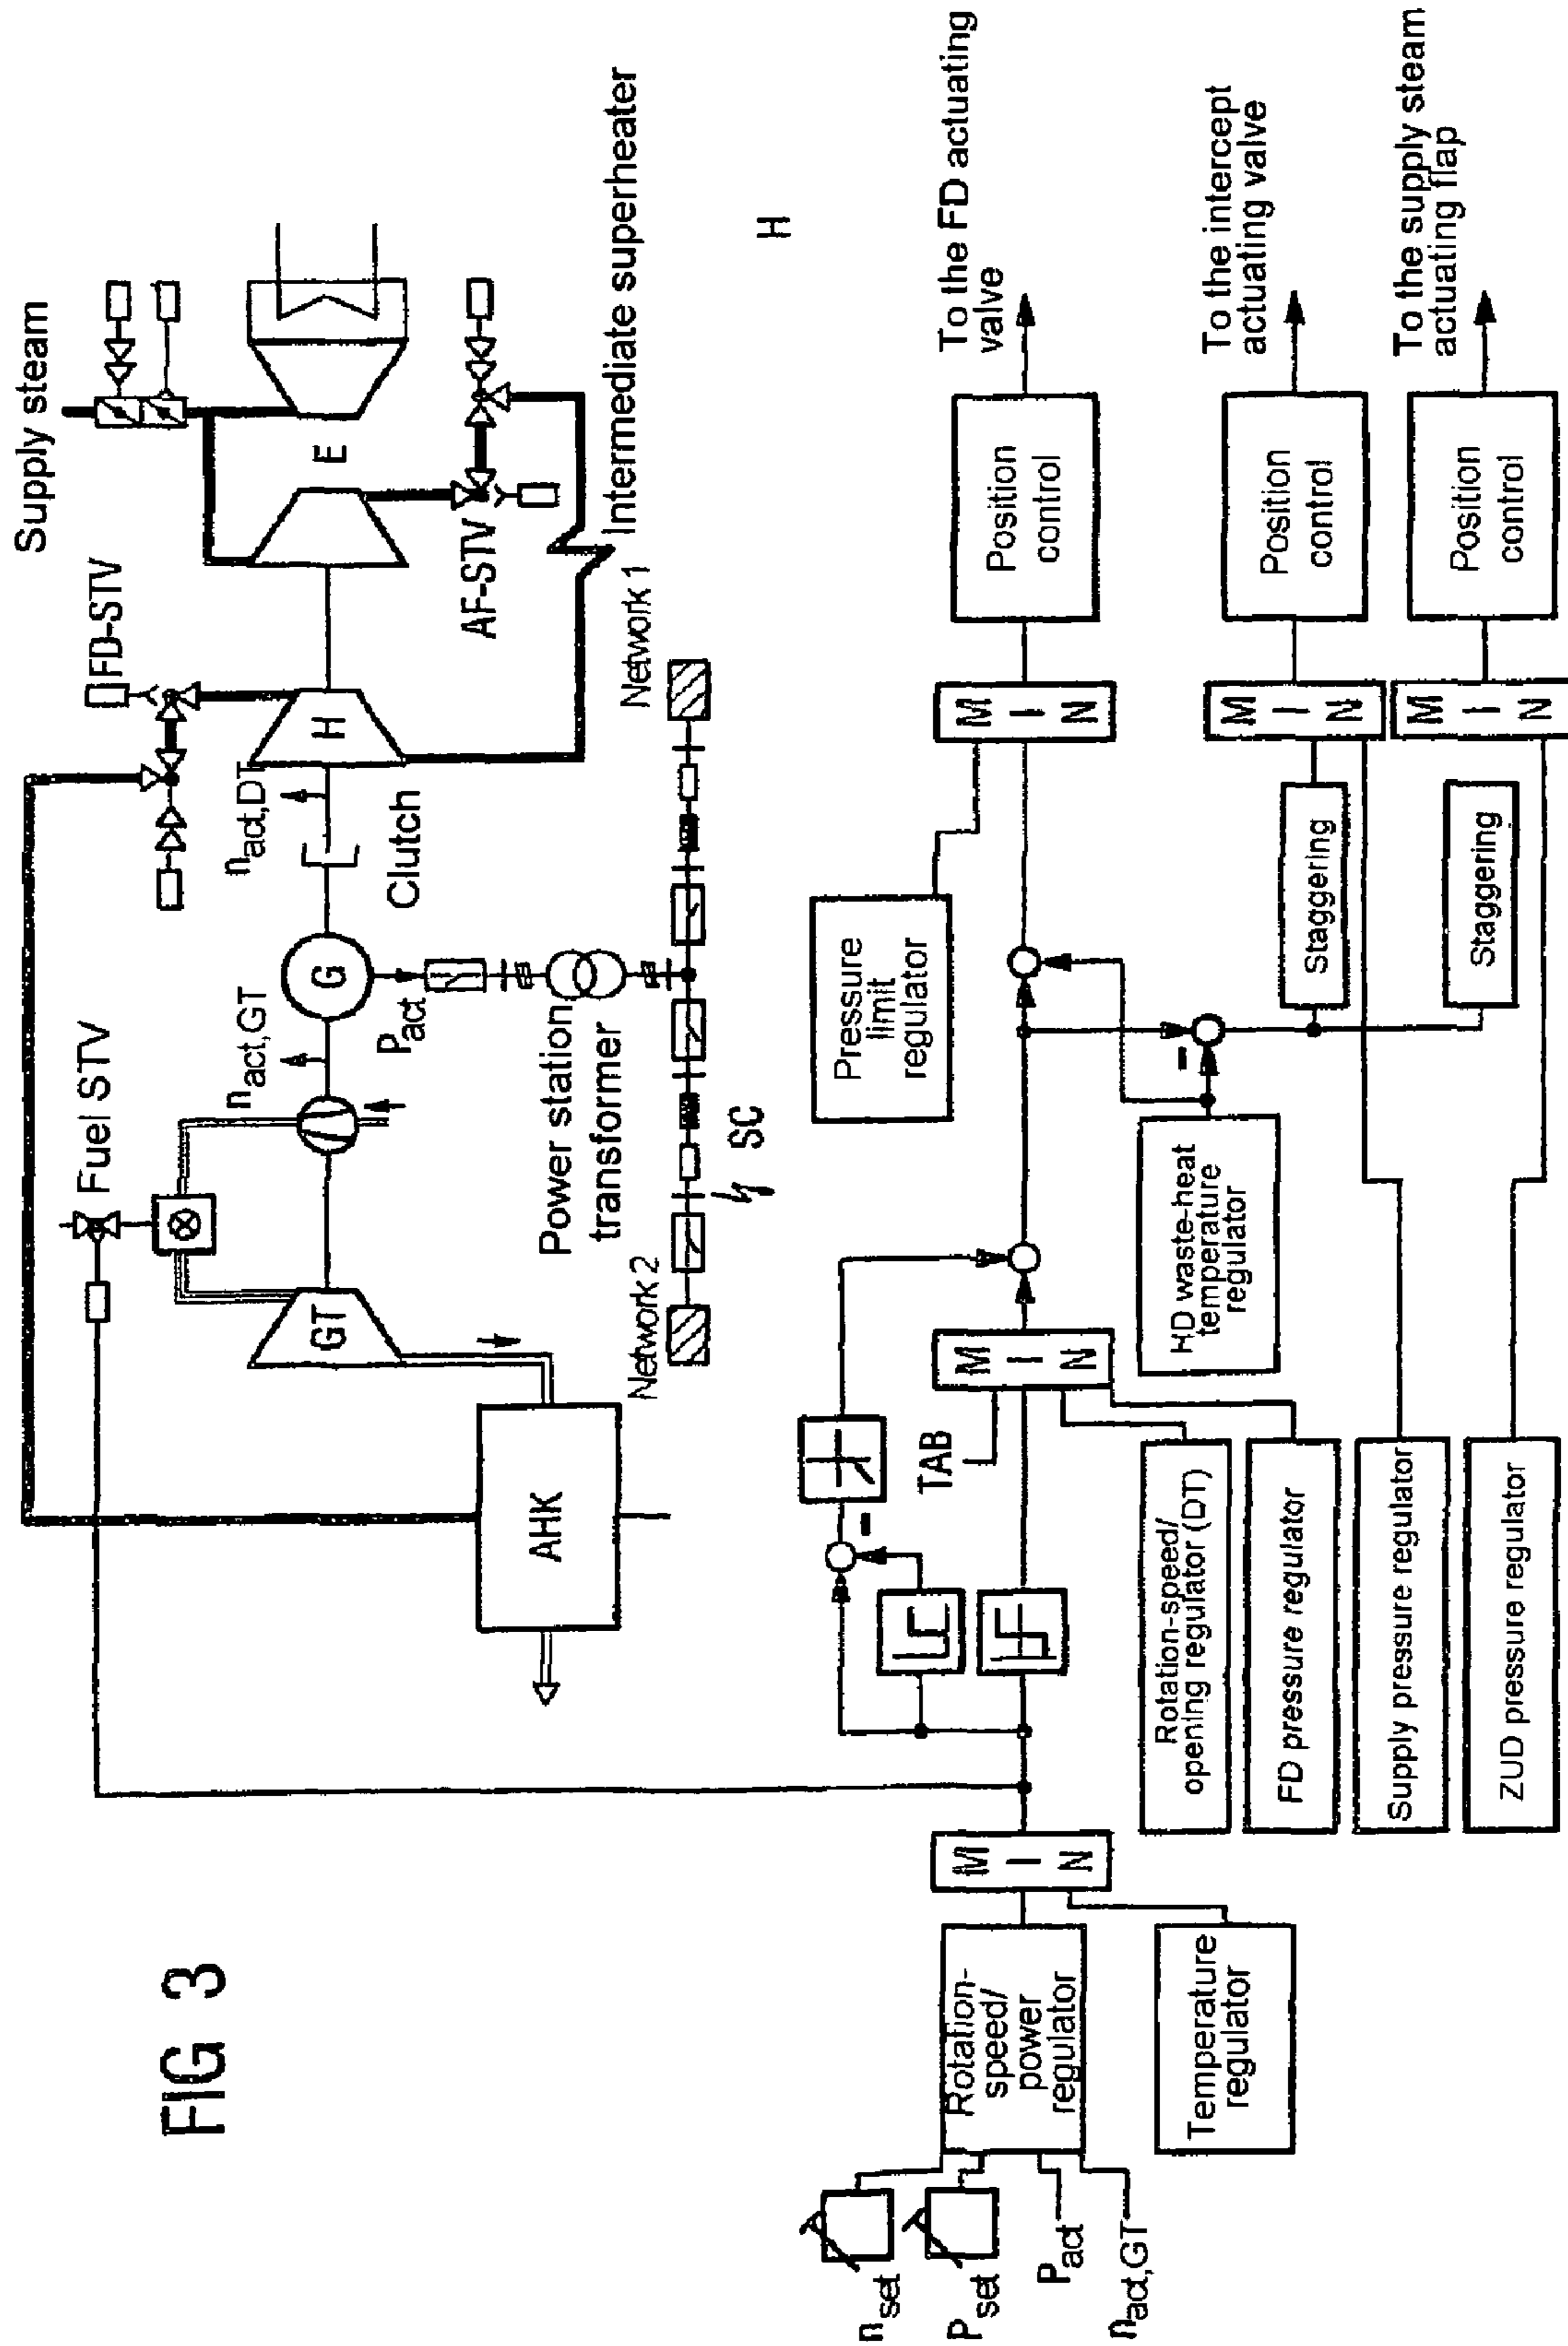 FIG 3
Supply steam
FD-STV
Fuel STV
n act,GT
n act,DT
GT
G
H
E
P act
Clutch
AF-STV
Power station
transformer
Intermediate superheater
AHK
Network 2
Network 1
SC
H
n set
P set
P act
n act,GT
Rotation-
speed/
power
regulator
Temperature
regulator
MIN
TAB
MIN
Rotation-speed/
opening regulator (DT)
FD pressure regulator
Supply pressure regulator
ZUD pressure regulator
HD waste-heat
temperature
regulator
Pressure
limit
regulator
Staggering
Staggering
MIN
MIN
MIN
Position
control
Position
control
Position
control
To the FD actuating
valve
To the intercept
actuating valve
To the supply steam
actuating flap